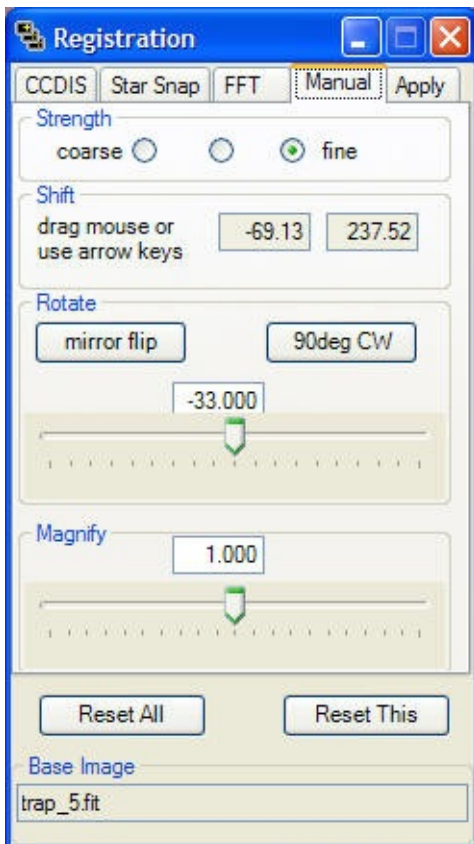 Registration
CCDIS Star Snap FFT Manual Apply
Strength
coarse fine
Shift
drag mouse or
use arrow keys
-69.13 237.52
Rotate
mirror flip 90deg CW
-33.000
Magnify
1.000
Reset All Reset This
Base Image
trap_5.fit